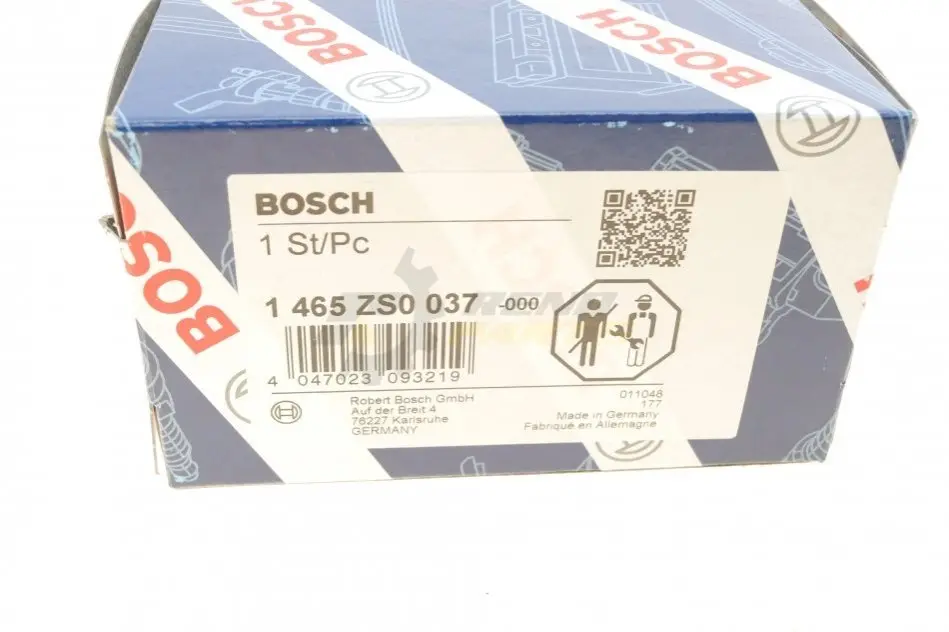 BOSCH
BOSCH
BOSCH
BOSCH
1 St/Pc
1 465 ZS0 037 -000
4 047023 093219
Robert Bosch GmbH
Auf der Breit 4
76227 Karlsruhe
GERMANY
011048
177
Made in Germany
Fabriqué en Allemagne